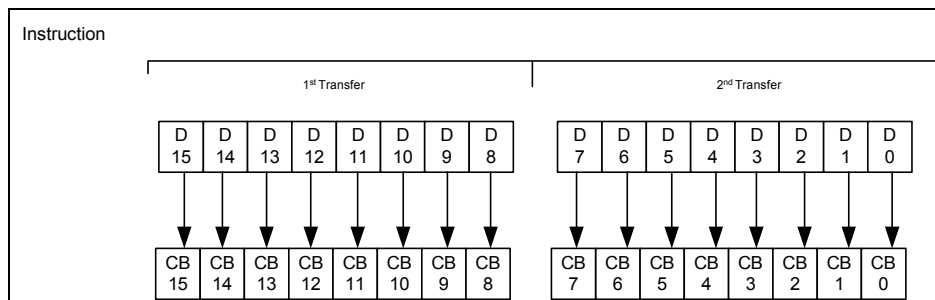 Instruction
1st Transfer 2nd Transfer
D D D D D D D D D D D D D D D D
15 14 13 12 11 10 9 8 7 6 5 4 3 2 1 0
CB CB CB CB CB CB CB CB CB CB CB CB CB CB CB CB
15 14 13 12 11 10 9 8 7 6 5 4 3 2 1 0